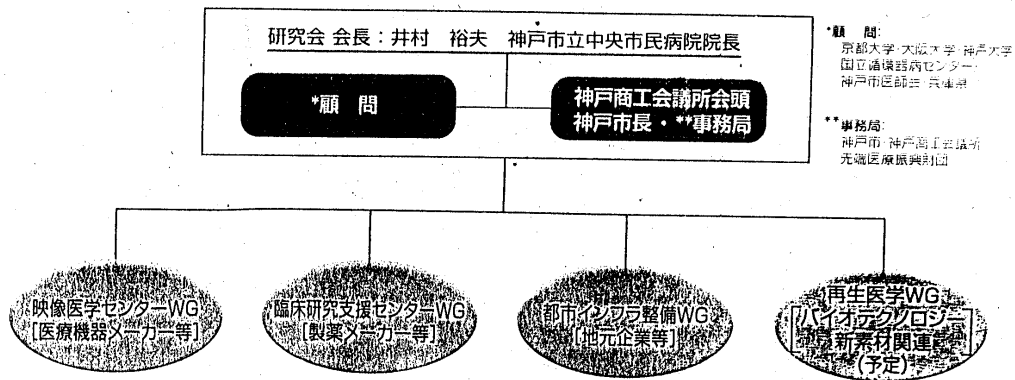 研究会 会長：井村　裕夫　神戸市立中央市民病院院長
*顧　問
神戸商工会議所会頭
神戸市長・**事務局
*顧　問：
京都大学・大阪大学・神戸大学
国立循環器病センター・
神戸市医師会・兵庫県
**事務局：
神戸市・神戸商工会議所
先端医療振興財団
映像医学センターWG
[医療機器メーカー等]
臨床研究支援センターWG
[製薬メーカー等]
都市インフラ整備WG
[地元企業等]
再生医学WG
[バイオテクノロジー
新素材関連]
(予定)